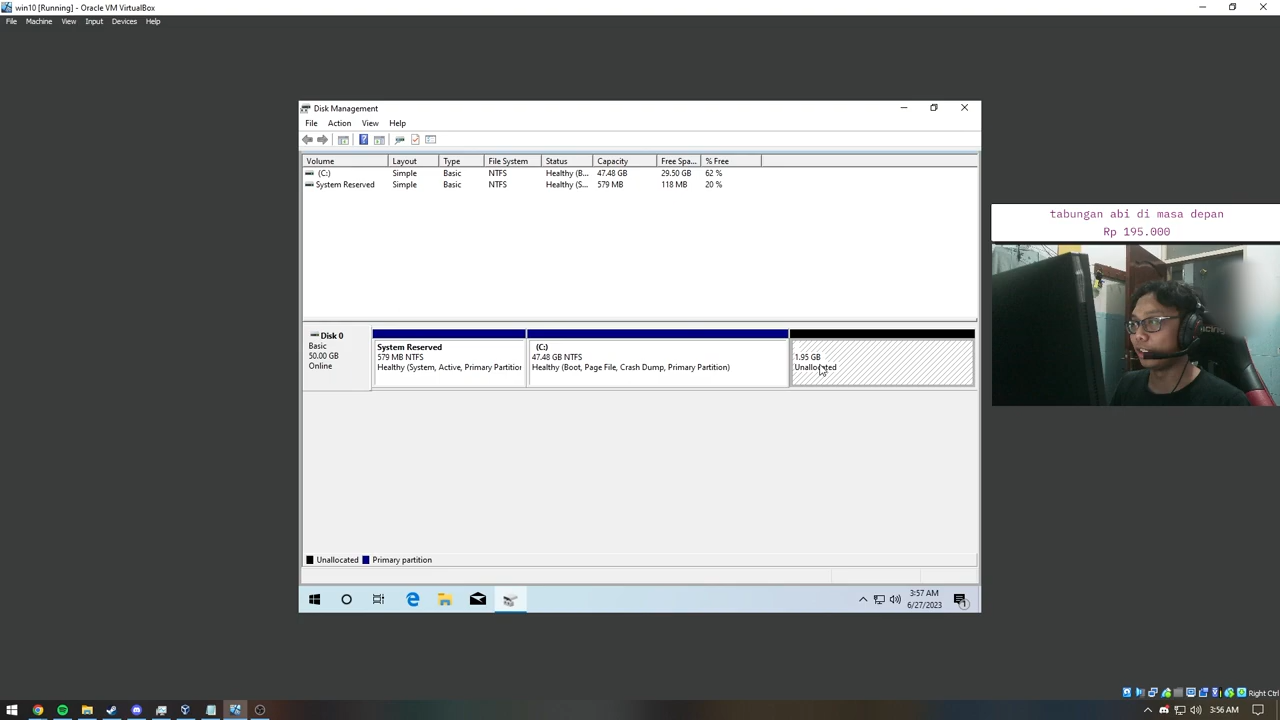 win10 [Running] - Oracle VM VirtualBox
File Machine View Input Devices Help
Disk Management
File Action View Help
Volume Layout Type File System Status Capacity Free Spa... % Free
(C:) Simple Basic NTFS Healthy (B... 47.48 GB 29.50 GB 62 %
System Reserved Simple Basic NTFS Healthy (S... 579 MB 118 MB 20 %
tabungan abi di masa depan
Rp 195.000
Disk 0
Basic
50.00 GB
Online
System Reserved
579 MB NTFS
Healthy (System, Active, Primary Partition
(C:)
47.48 GB NTFS
Healthy (Boot, Page File, Crash Dump, Primary Partition)
1.95 GB
Unallocated
Unallocated Primary partition
3:57 AM
6/27/2023
1
Right Ctrl
3:56 AM